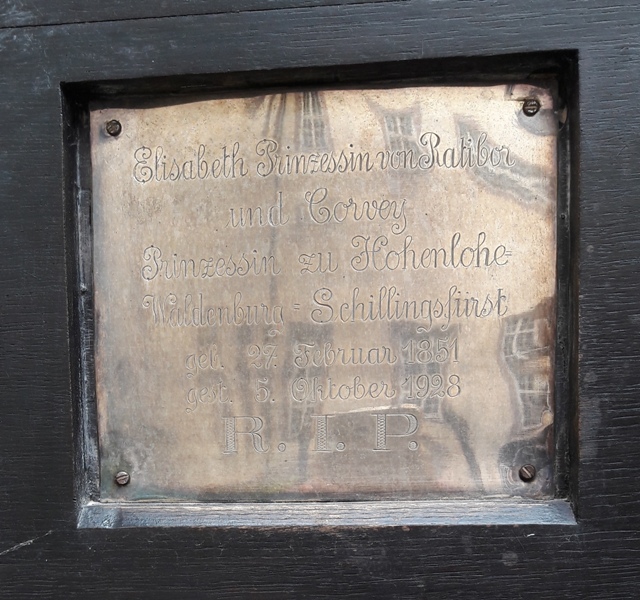 Elisabeth Prinzessin von Ratibor
und Corvey
Prinzessin zu Hohenlohe-
Waldenburg-Schillingsfürst
geb. 27. Februar 1851
gest. 5. Oktober 1928
R. I. P.